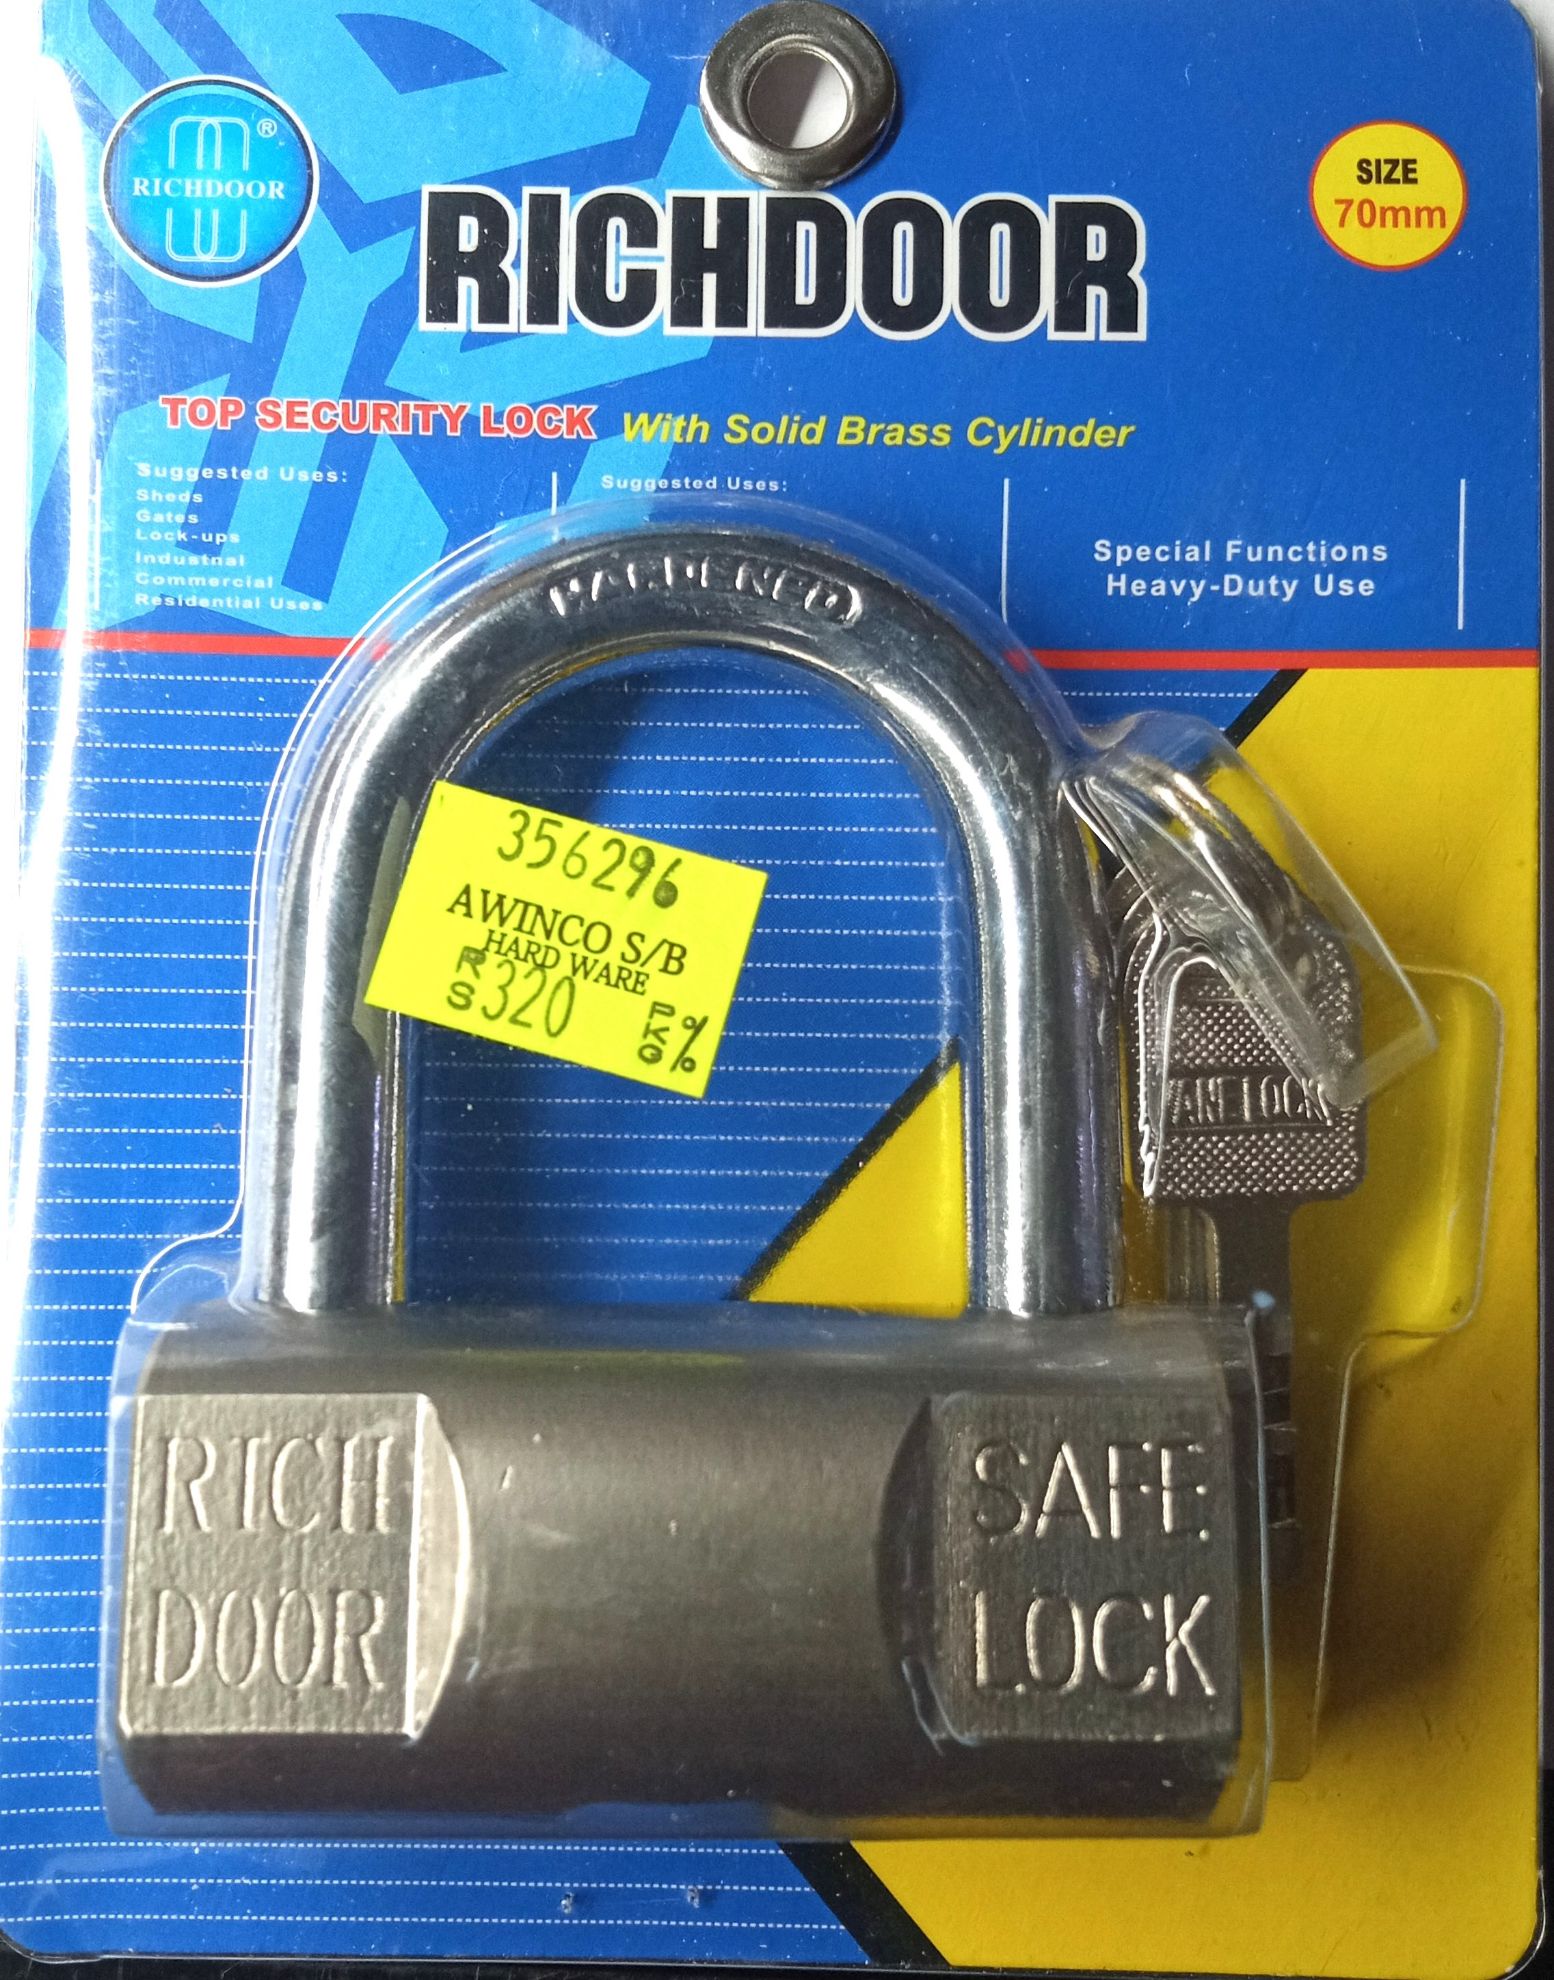 ®
RICHDOOR
RICHDOOR
SIZE
70mm
TOP SECURITY LOCK With Solid Brass Cylinder
Suggested Uses:
Sheds
Gates
Lock-ups
Industrial
Commercial
Residential Uses
Suggested Uses:
Special Functions
Heavy-Duty Use
HARDENED
356296
AWINCO S/B
HARD WARE
RS 320 PKG %
LOCK
RICH
DOOR
SAFE
LOCK